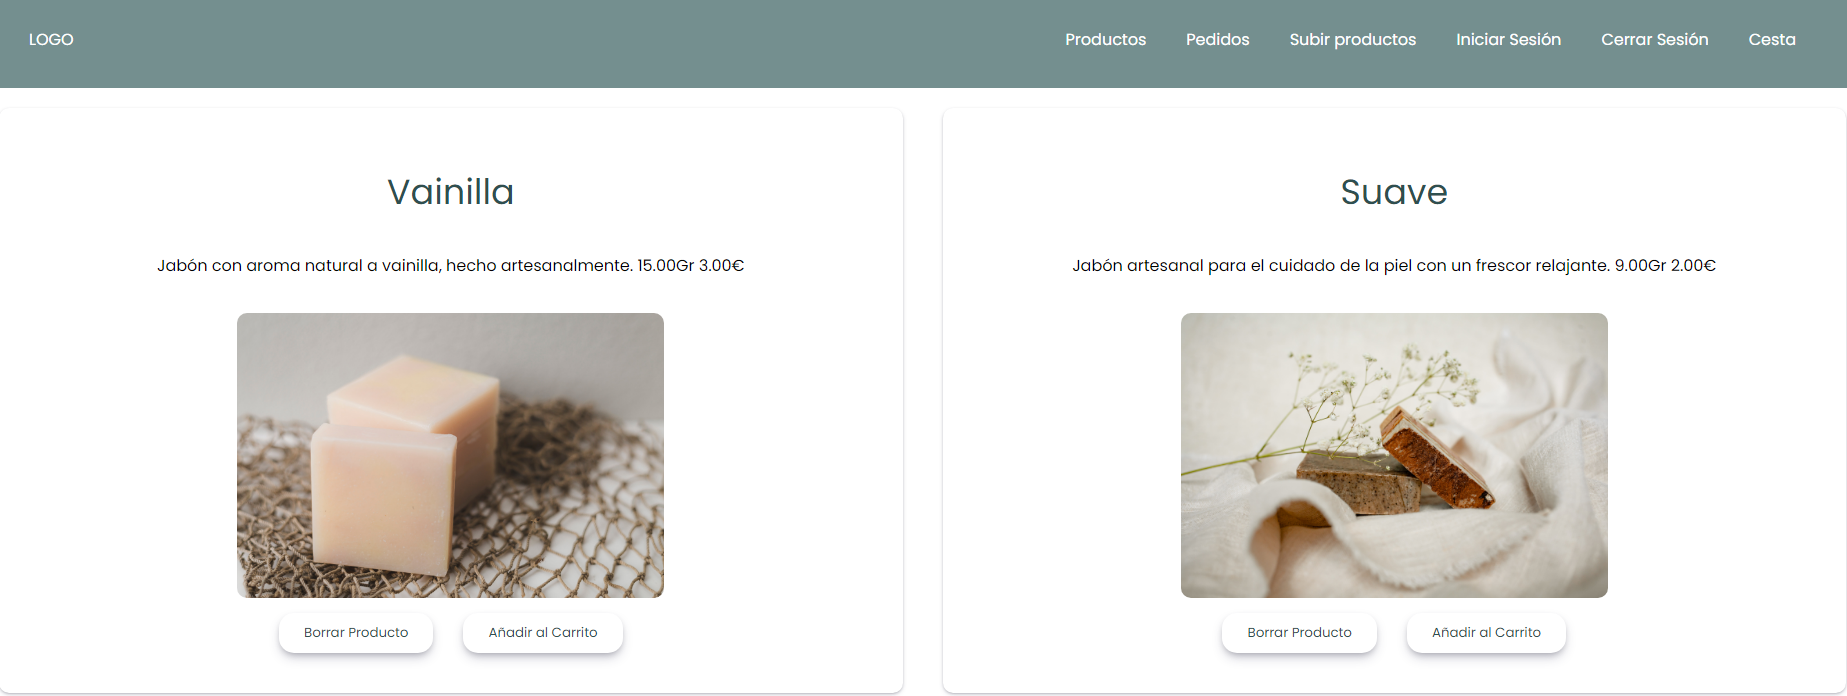 LOGO
Productos Pedidos Subir productos Iniciar Sesión Cerrar Sesión Cesta
Vainilla
Jabón con aroma natural a vainilla, hecho artesanalmente. 15.00Gr 3.00€
Borrar Producto Añadir al Carrito
Suave
Jabón artesanal para el cuidado de la piel con un frescor relajante. 9.00Gr 2.00€
Borrar Producto Añadir al Carrito